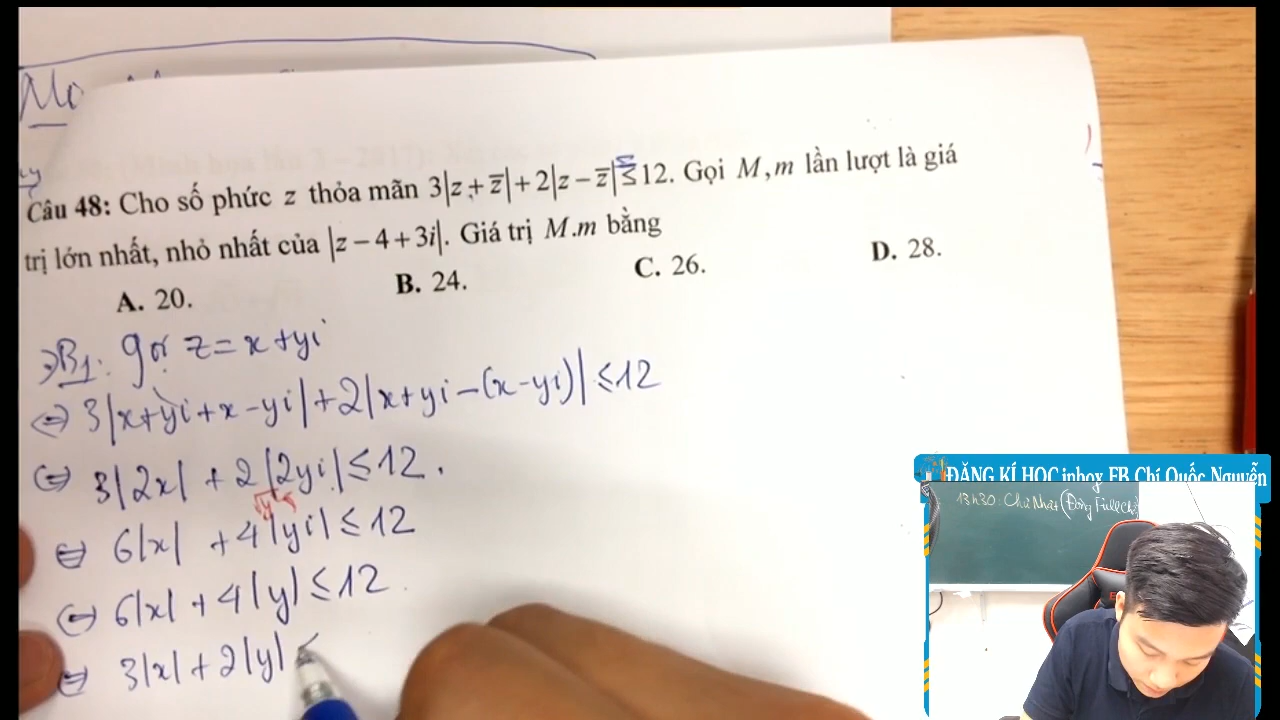 Mo
Câu 48: Cho số phức z thỏa mãn 3|z + z̅| + 2|z − z̅| ≤ 12. Gọi M, m lần lượt là giá
trị lớn nhất, nhỏ nhất của |z − 4 + 3i|. Giá trị M.m bằng
A. 20. B. 24. C. 26. D. 28.
B1: gọi z = x + yi
⇔ 3|x+yi+x−yi| + 2|x+yi−(x−yi)| ≤ 12
⇔ 3|2x| + 2|2yi| ≤ 12.
⇔ 6|x| + 4|yi| ≤ 12
⇔ 6|x| + 4|y| ≤ 12
⇔ 3|x| + 2|y| ≤
ĐĂNG KÍ HỌC inbox FB Chí Quốc Nguyễn
13h30: Chủ Nhật (Đóng Full